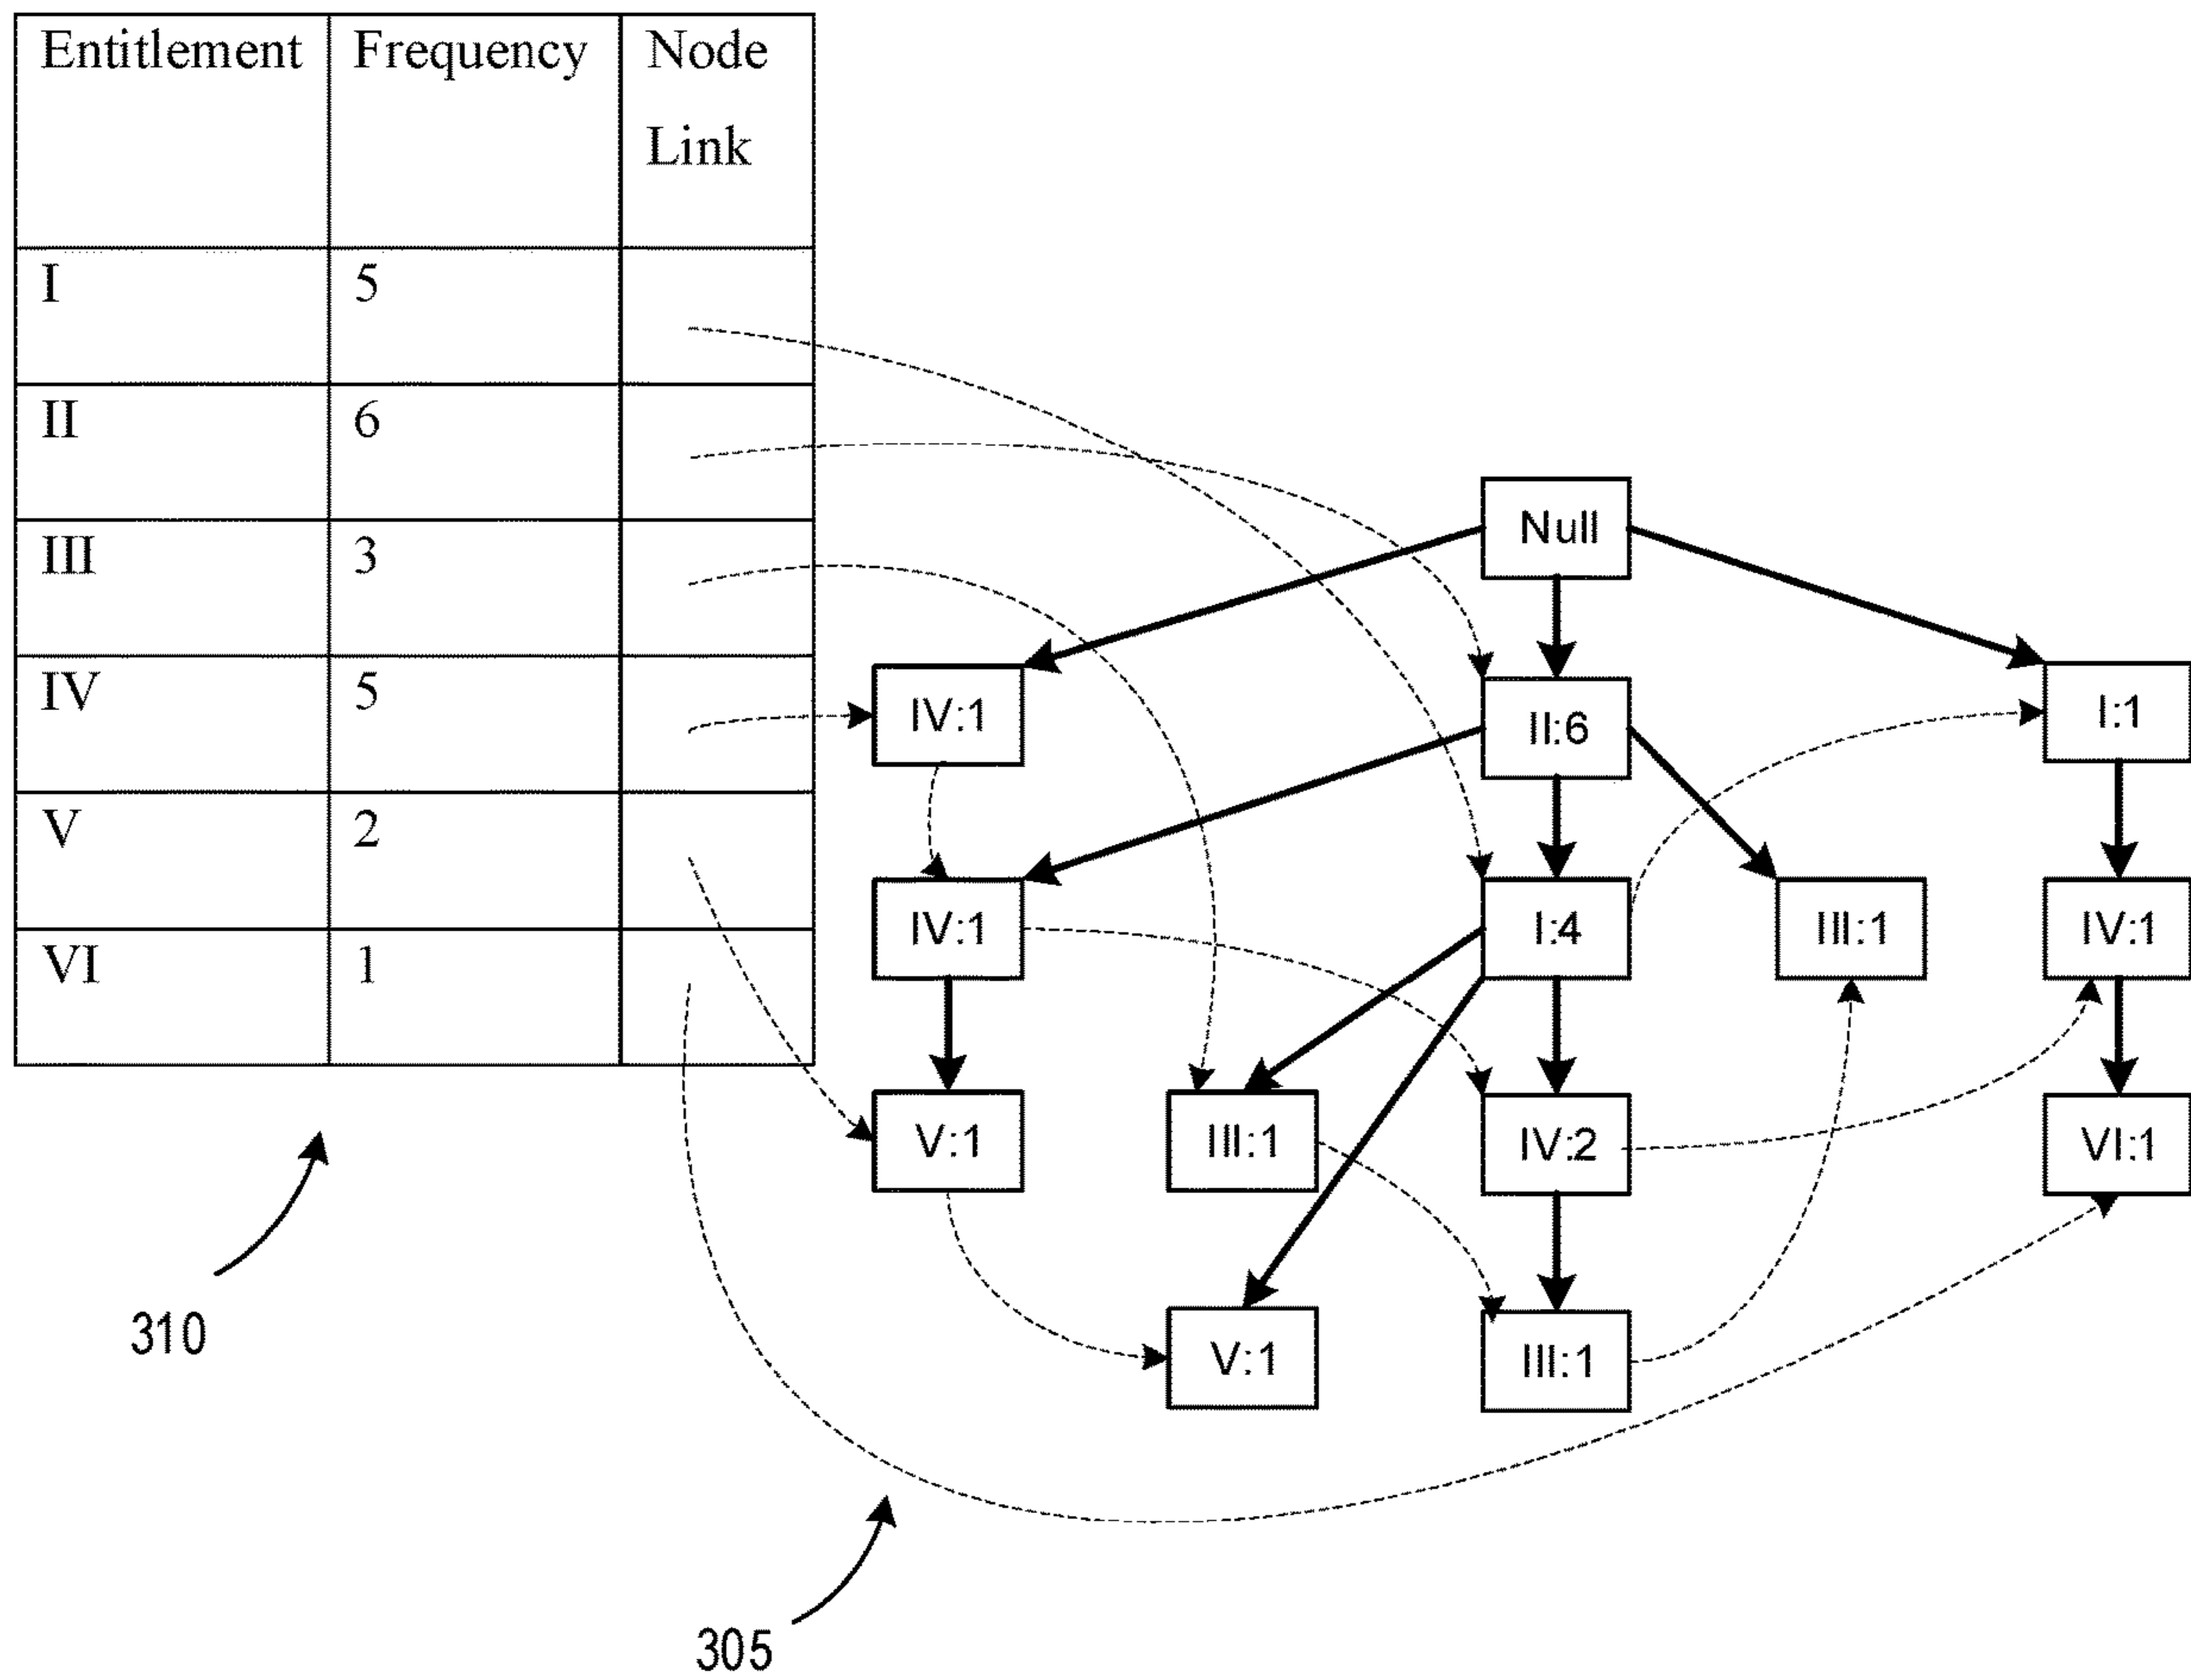 Entitlement Frequency Node
Link
I 5
II 6
III 3
IV 5
V 2
VI 1
Null
IV:1
II:6
I:1
IV:1
I:4
III:1
IV:1
V:1
III:1
IV:2
VI:1
V:1
III:1
310
305